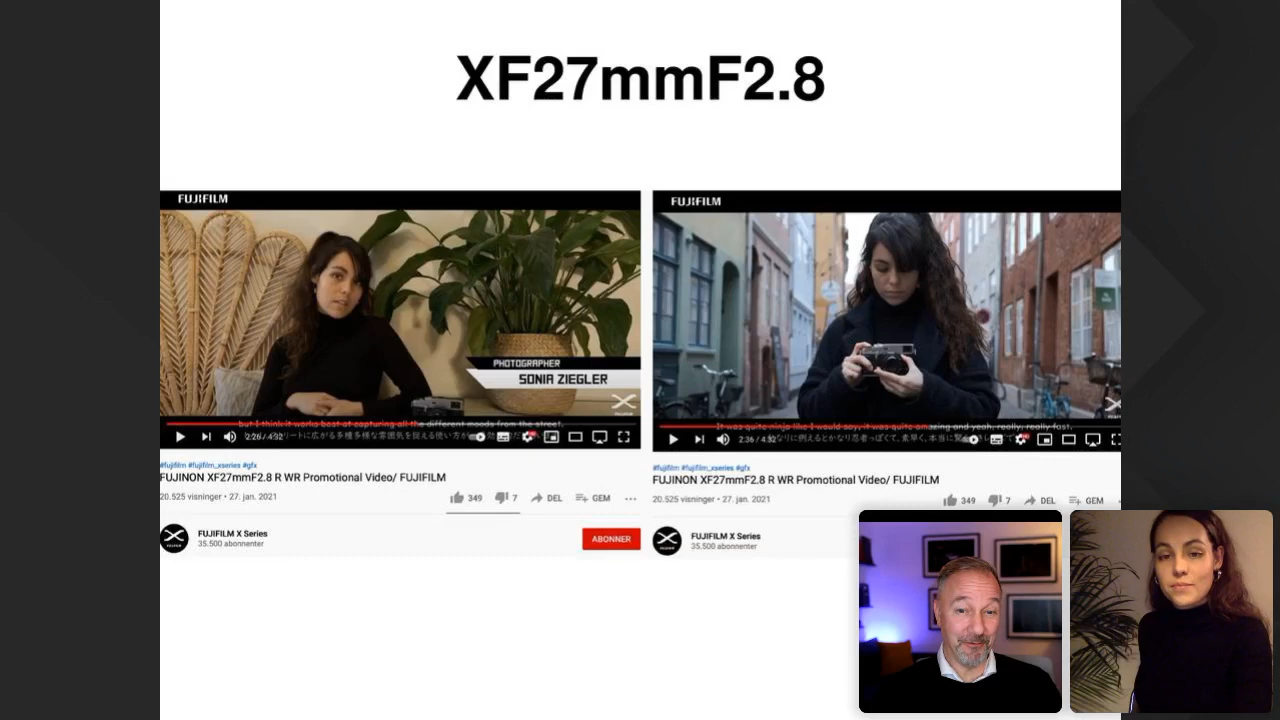 XF27mmF2.8
FUJIFILM
PHOTOGRAPHER
SONIA ZIEGLER
but I think it works best at capturing all the different moods from the street.
2:26 / 4:32
#fujifilm #fujifilm_xseries #gfx
FUJINON XF27mmF2.8 R WR Promotional Video/ FUJIFILM
20.525 visninger • 27. jan. 2021
349
7
DEL
GEM
FUJIFILM X Series
35.500 abonnenter
ABONNER
FUJIFILM
It was quite ninja like I would say, it was quite amazing and yeah, really, really fast.
2:36 / 4:32
#fujifilm #fujifilm_xseries #gfx
FUJINON XF27mmF2.8 R WR Promotional Video/ FUJIFILM
20.525 visninger • 27. jan. 2021
349
7
DEL
GEM
FUJIFILM X Series
35.500 abonnenter